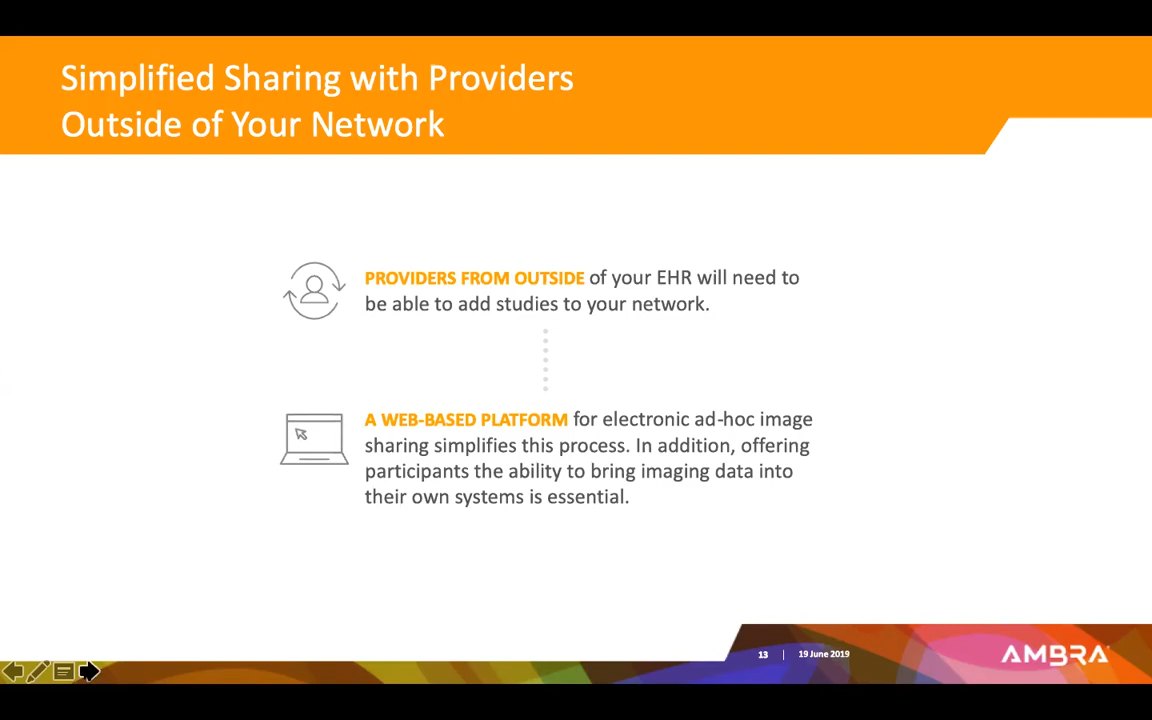 Simplified Sharing with Providers
Outside of Your Network
PROVIDERS FROM OUTSIDE of your EHR will need to
be able to add studies to your network.
A WEB-BASED PLATFORM for electronic ad-hoc image
sharing simplifies this process. In addition, offering
participants the ability to bring imaging data into
their own systems is essential.
13 | 19 June 2019
AMBRA